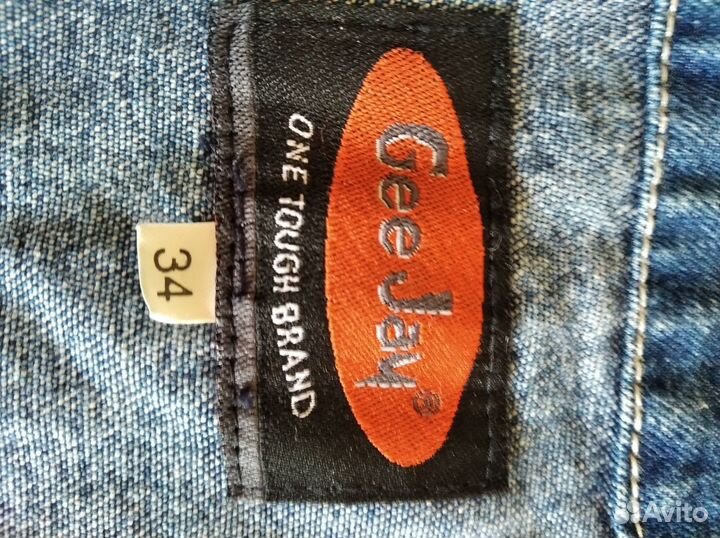 Gee Jay®
ONE TOUGH BRAND
34
Avito